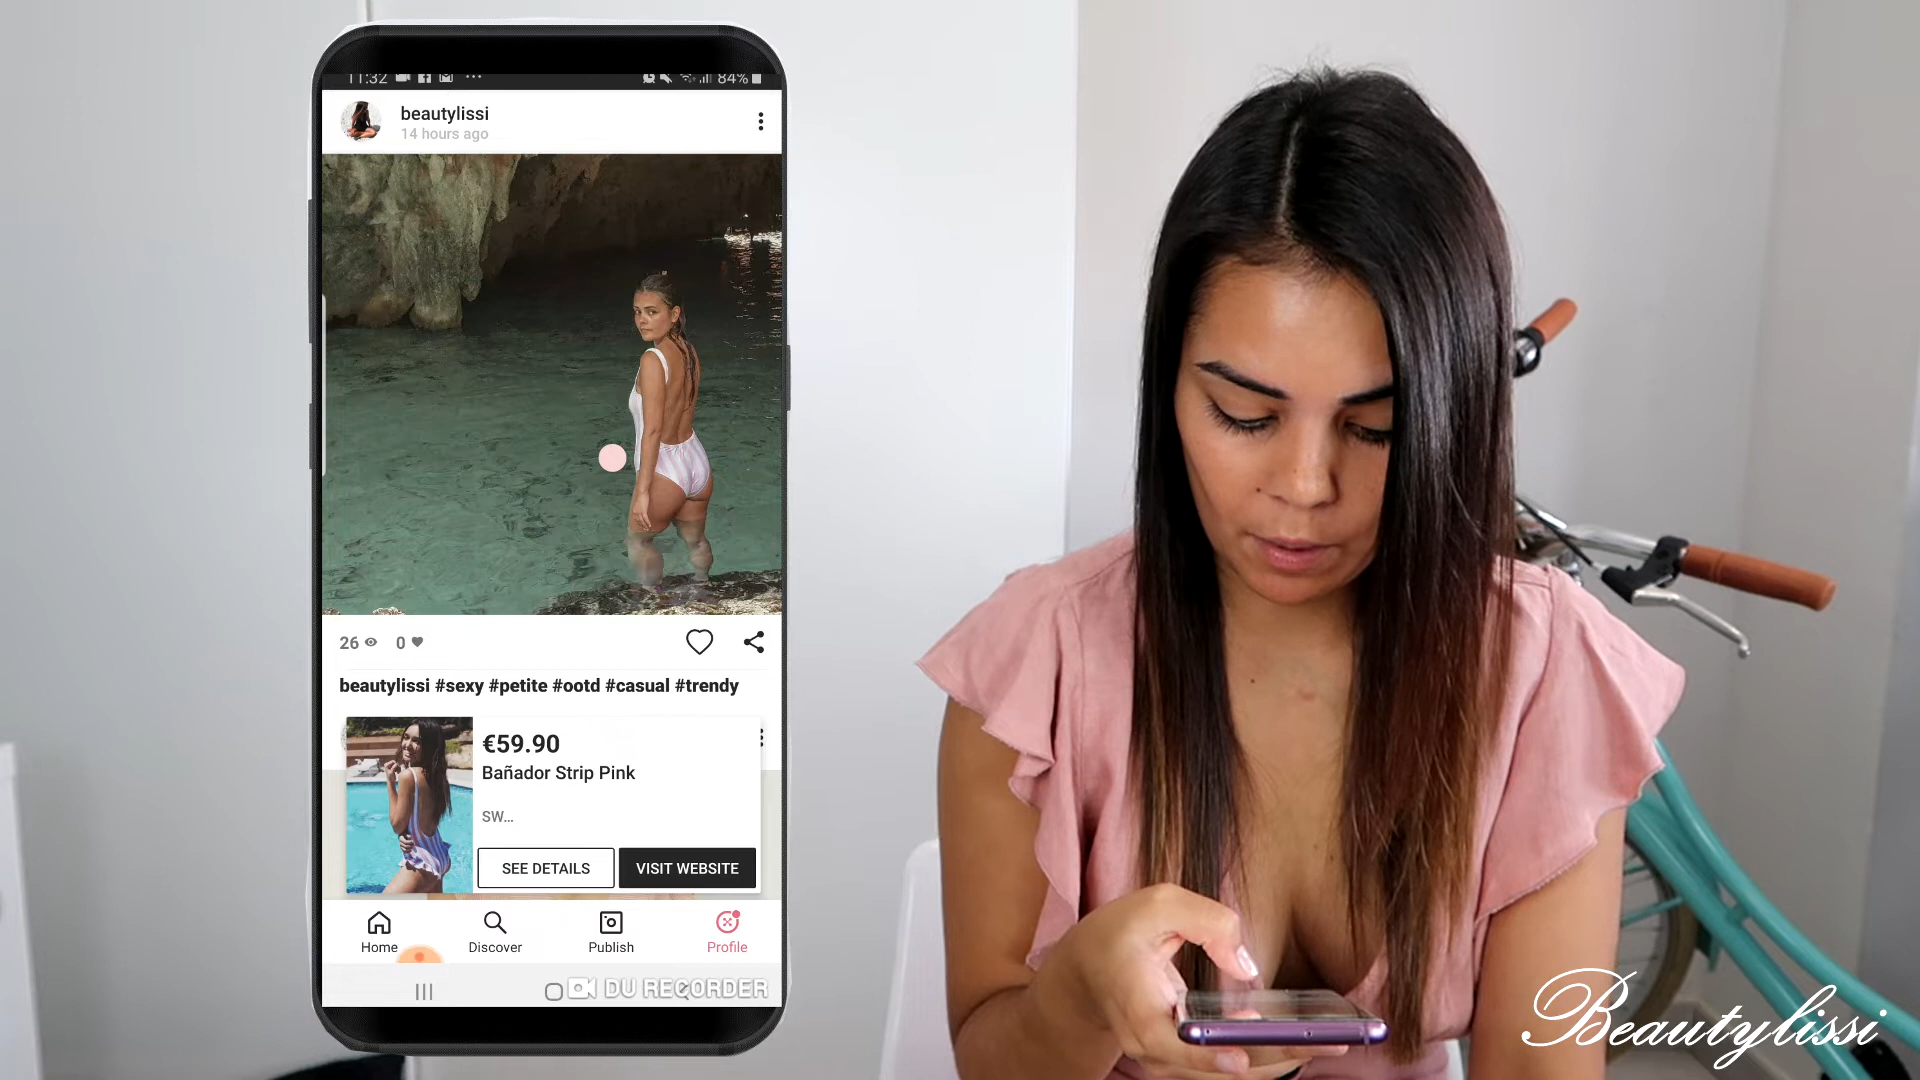 11:32 84%
beautylissi
14 hours ago
26 0
beautylissi #sexy #petite #ootd #casual #trendy
€59.90
Bañador Strip Pink
SW...
SEE DETAILS VISIT WEBSITE
Home Discover Publish Profile
DU RECORDER
Beautylissi